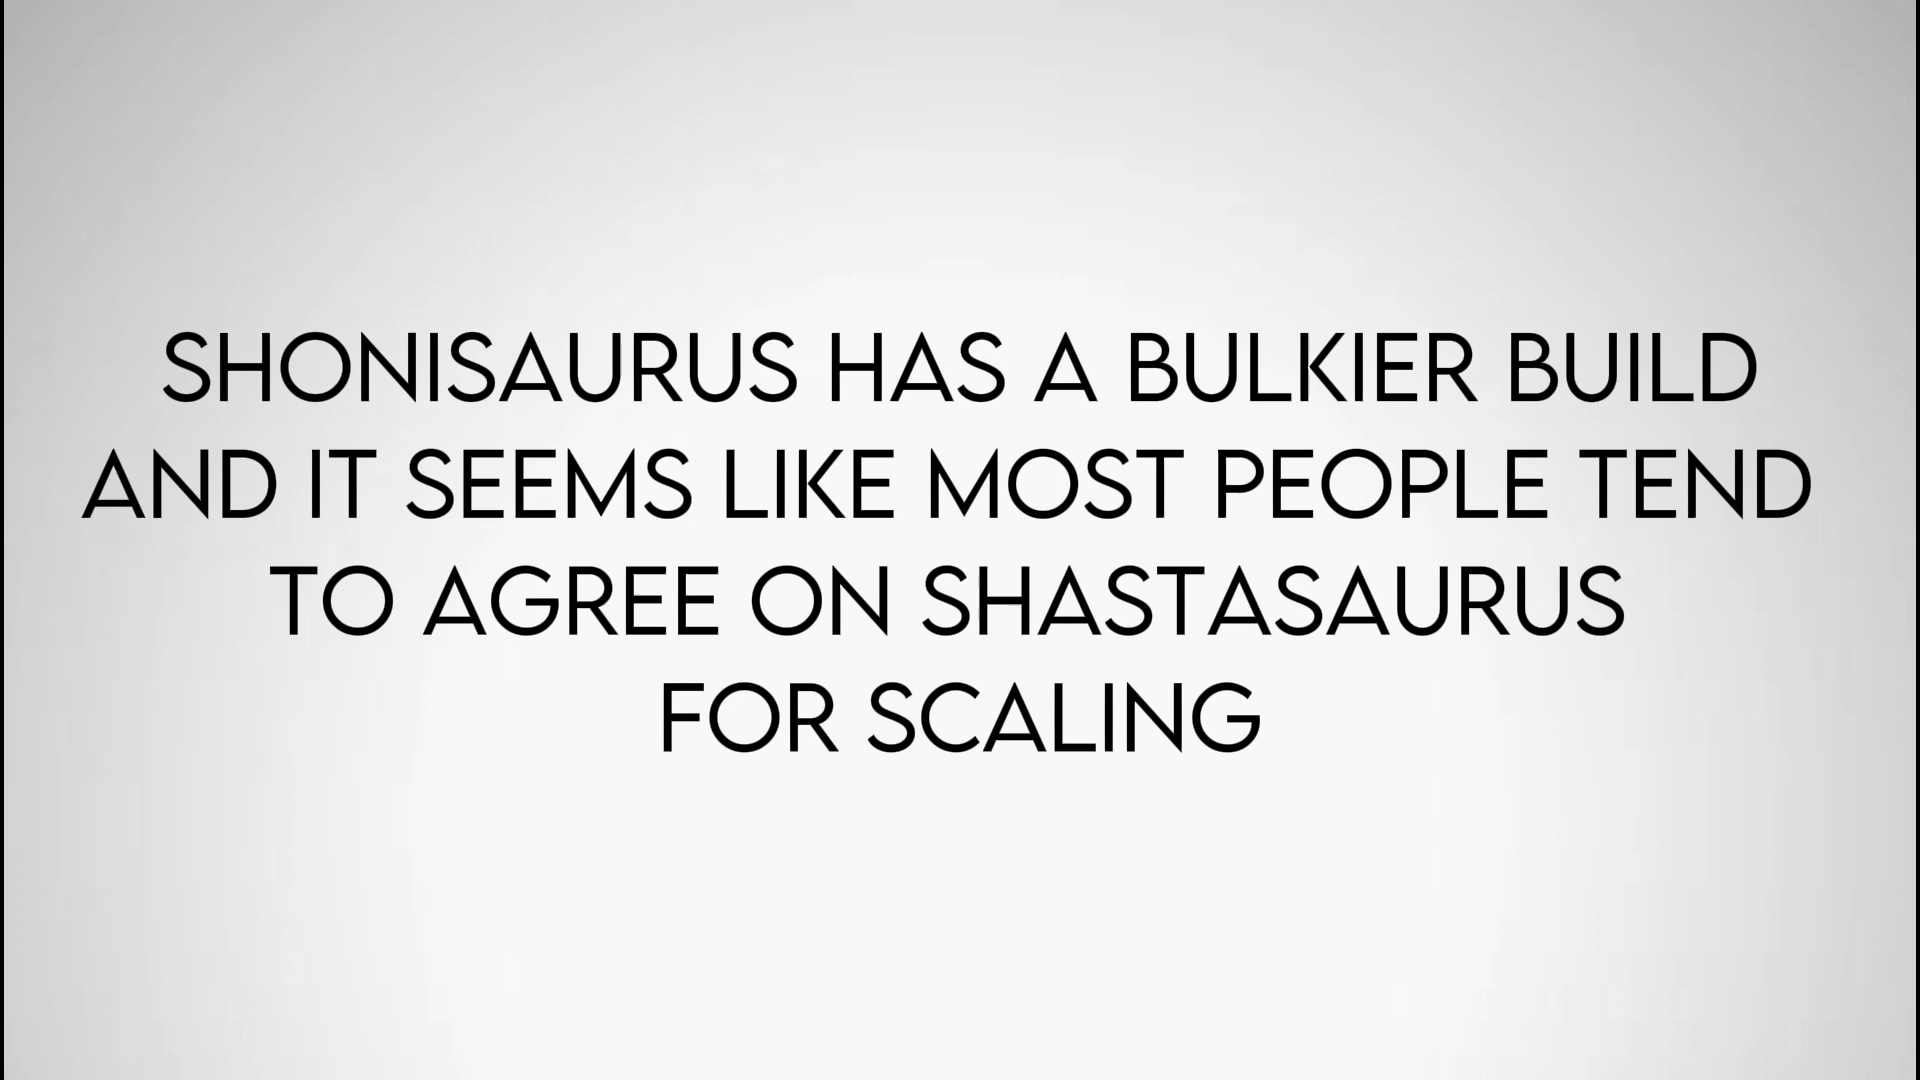 SHONISAURUS HAS A BULKIER BUILD
AND IT SEEMS LIKE MOST PEOPLE TEND
TO AGREE ON SHASTASAURUS
FOR SCALING